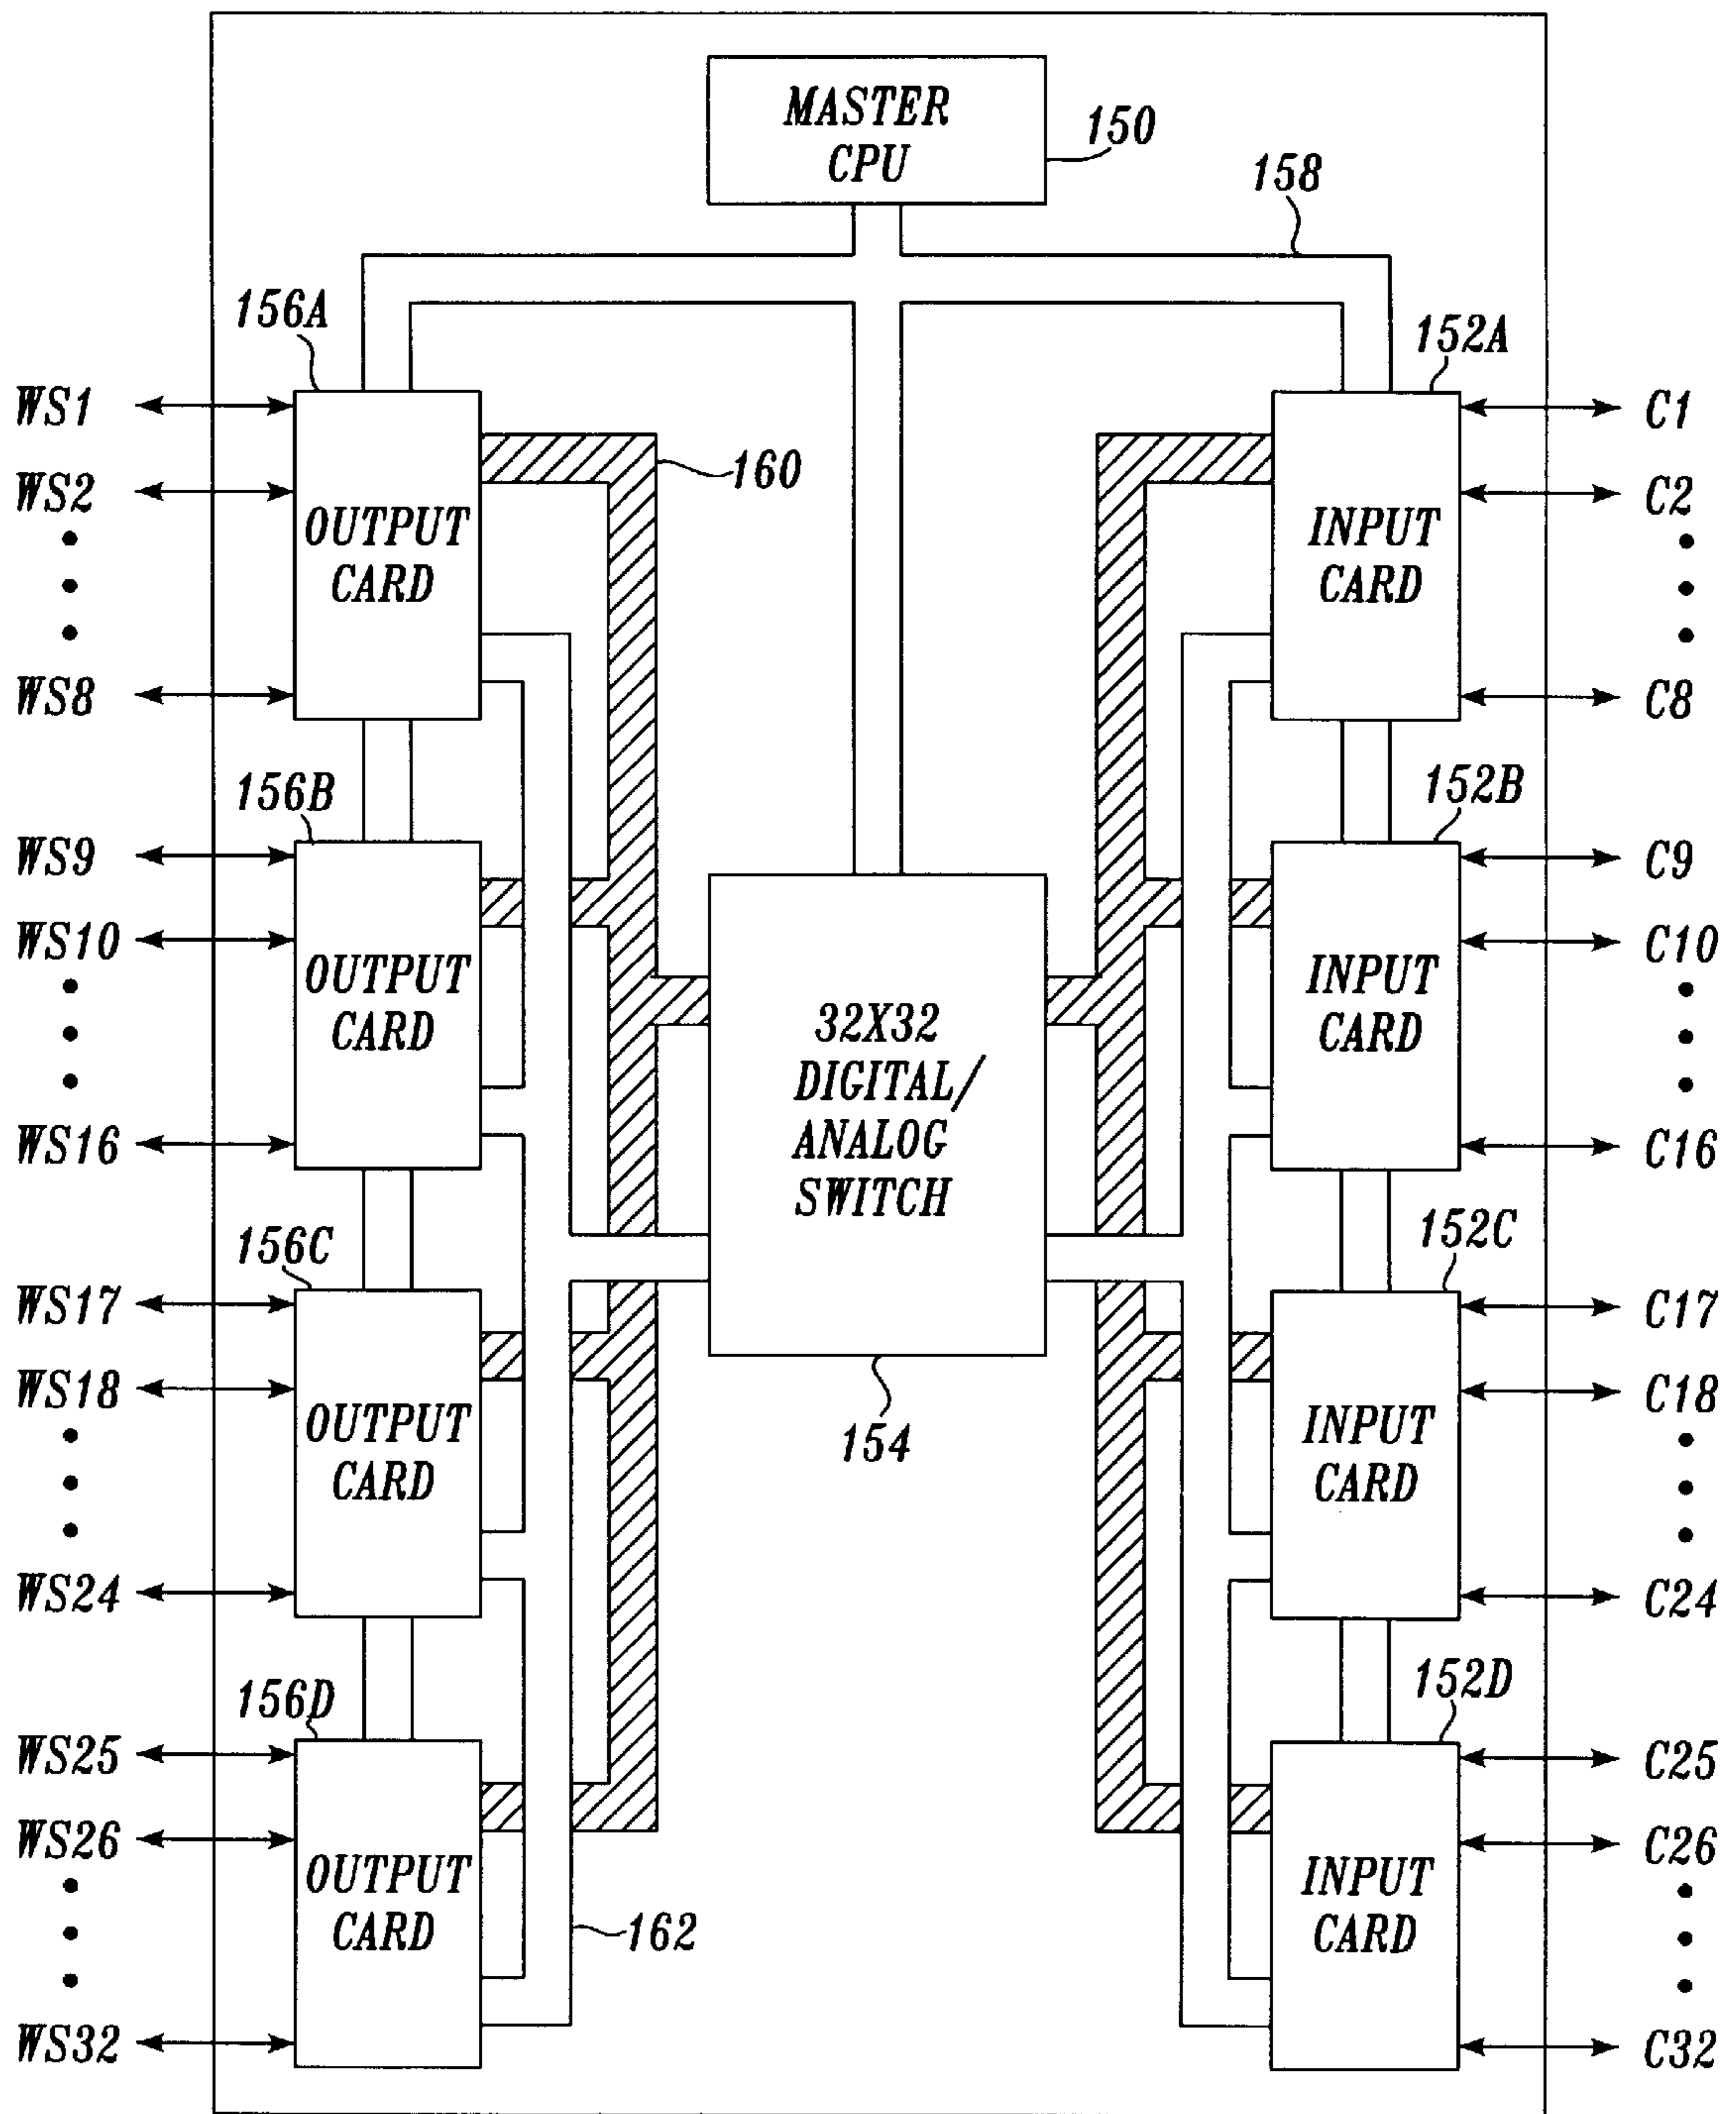 MASTER
CPU
150
158
156A
152A
WS1
C1
160
WS2
C2
OUTPUT
CARD
INPUT
CARD
WS8
C8
156B
152B
WS9
C9
WS10
C10
OUTPUT
CARD
INPUT
CARD
32X32
DIGITAL/
ANALOG
SWITCH
WS16
C16
156C
152C
WS17
C17
WS18
C18
154
OUTPUT
CARD
INPUT
CARD
WS24
C24
156D
152D
WS25
C25
WS26
C26
OUTPUT
CARD
INPUT
CARD
162
WS32
C32